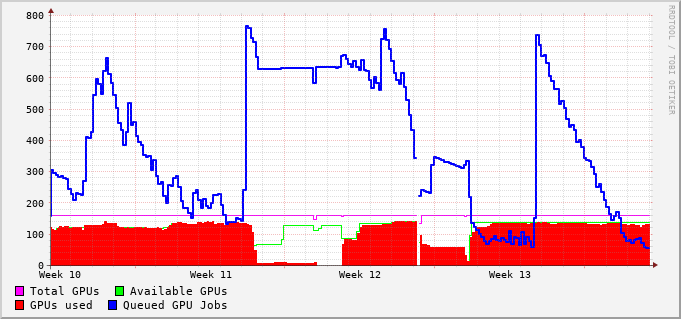 800
700
600
500
400
300
200
100
0
Week 10 Week 11 Week 12 Week 13
Total GPUs Available GPUs
GPUs used Queued GPU Jobs
RRDTOOL / TOBI OETIKER